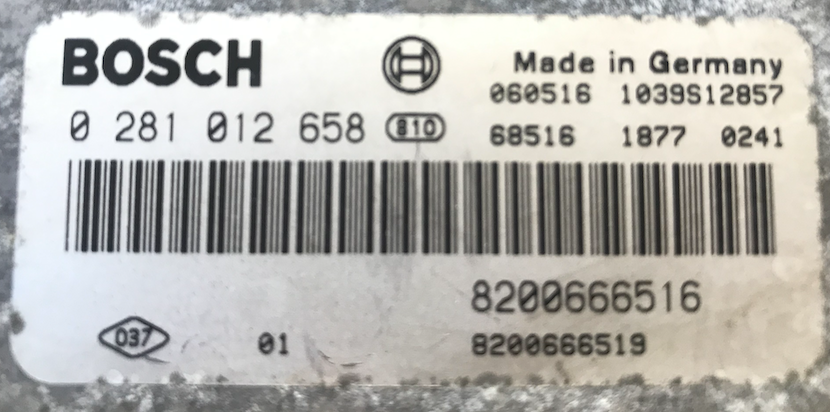 BOSCH
Made in Germany
060516 1039S12857
0 281 012 658 810
68516 1877 0241
8200666516
037 01 8200666519